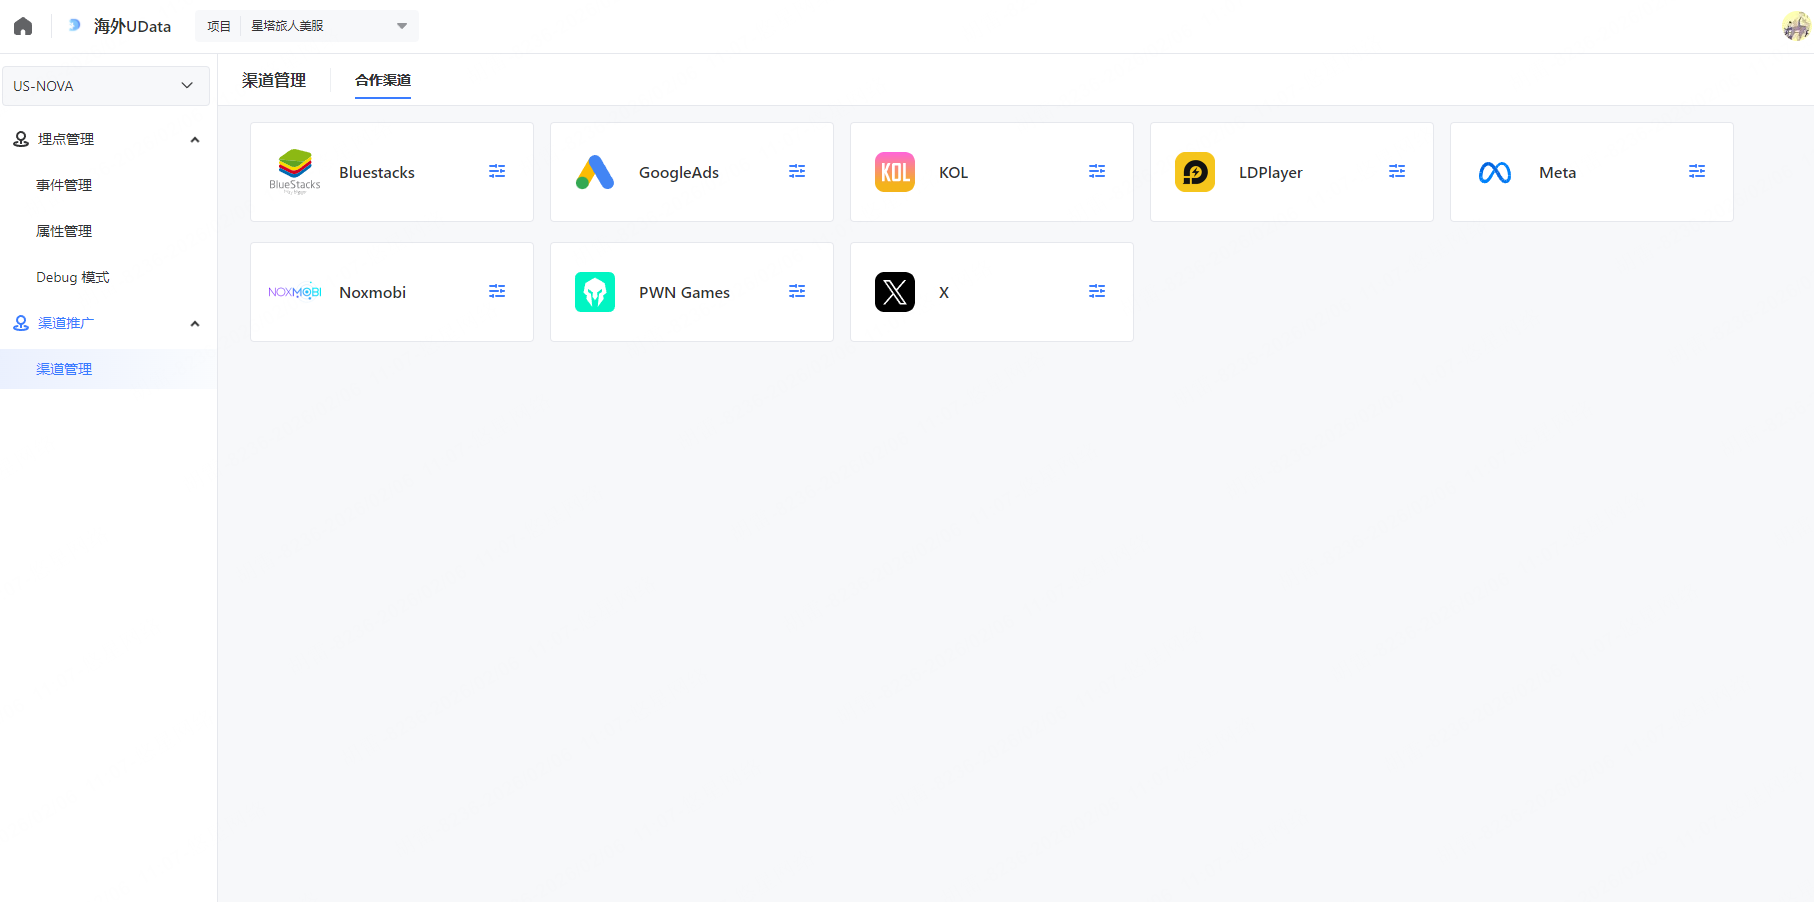 海外UData
项目 星塔旅人美服
US-NOVA
渠道管理 合作渠道
埋点管理
事件管理
属性管理
Debug 模式
渠道推广
渠道管理
BlueStacks
Bluestacks
GoogleAds
KOL
KOL
LDPlayer
Meta
NOXMOBI
Noxmobi
PWN Games
X